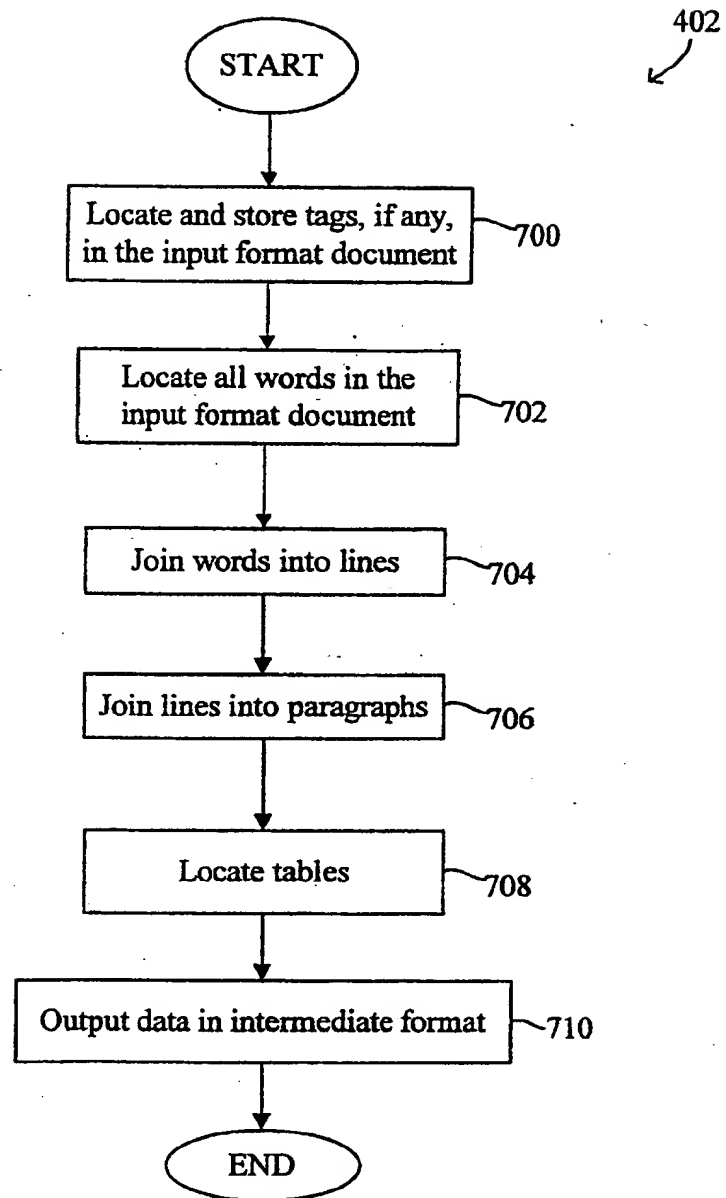 402
START
Locate and store tags, if any,
in the input format document
700
Locate all words in the
input format document
702
Join words into lines
704
Join lines into paragraphs
706
Locate tables
708
Output data in intermediate format
710
END